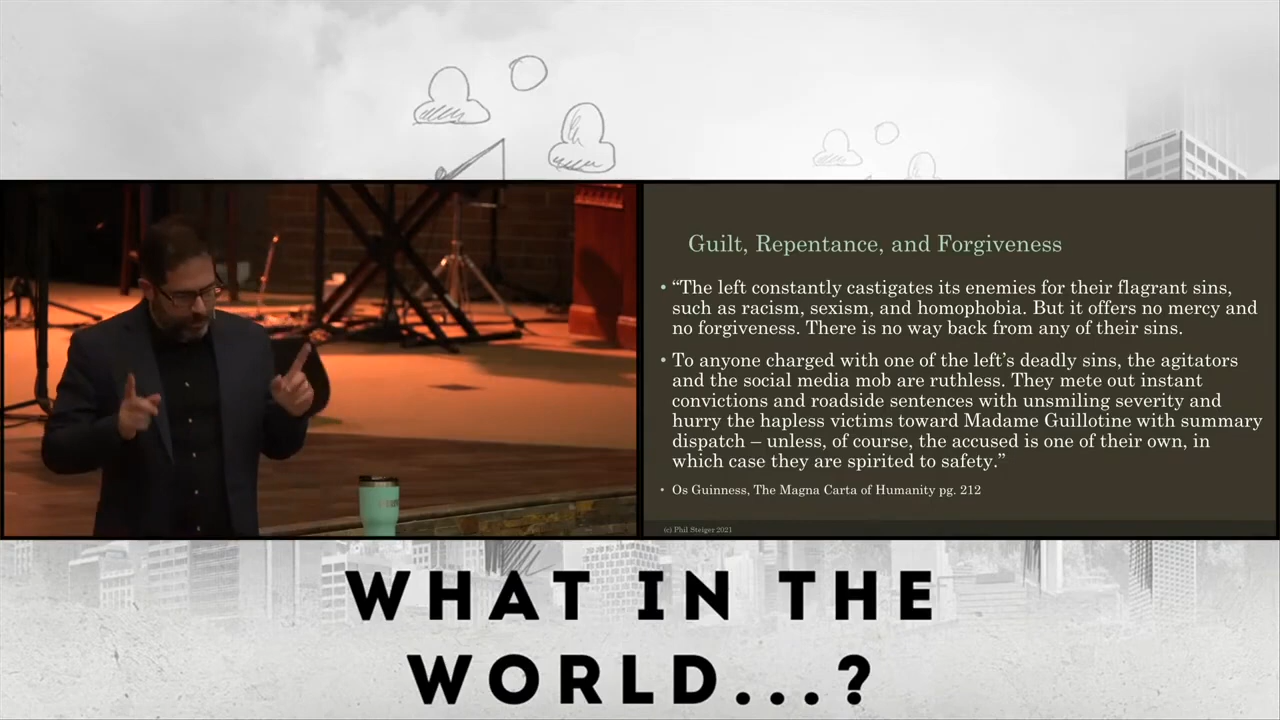 Guilt, Repentance, and Forgiveness
• “The left constantly castigates its enemies for their flagrant sins,
such as racism, sexism, and homophobia. But it offers no mercy and
no forgiveness. There is no way back from any of their sins.
• To anyone charged with one of the left’s deadly sins, the agitators
and the social media mob are ruthless. They mete out instant
convictions and roadside sentences with unsmiling severity and
hurry the hapless victims toward Madame Guillotine with summary
dispatch – unless, of course, the accused is one of their own, in
which case they are spirited to safety.”
• Os Guinness, The Magna Carta of Humanity pg. 212
(c) Phil Steiger 2021
WHAT IN THE
WORLD...?